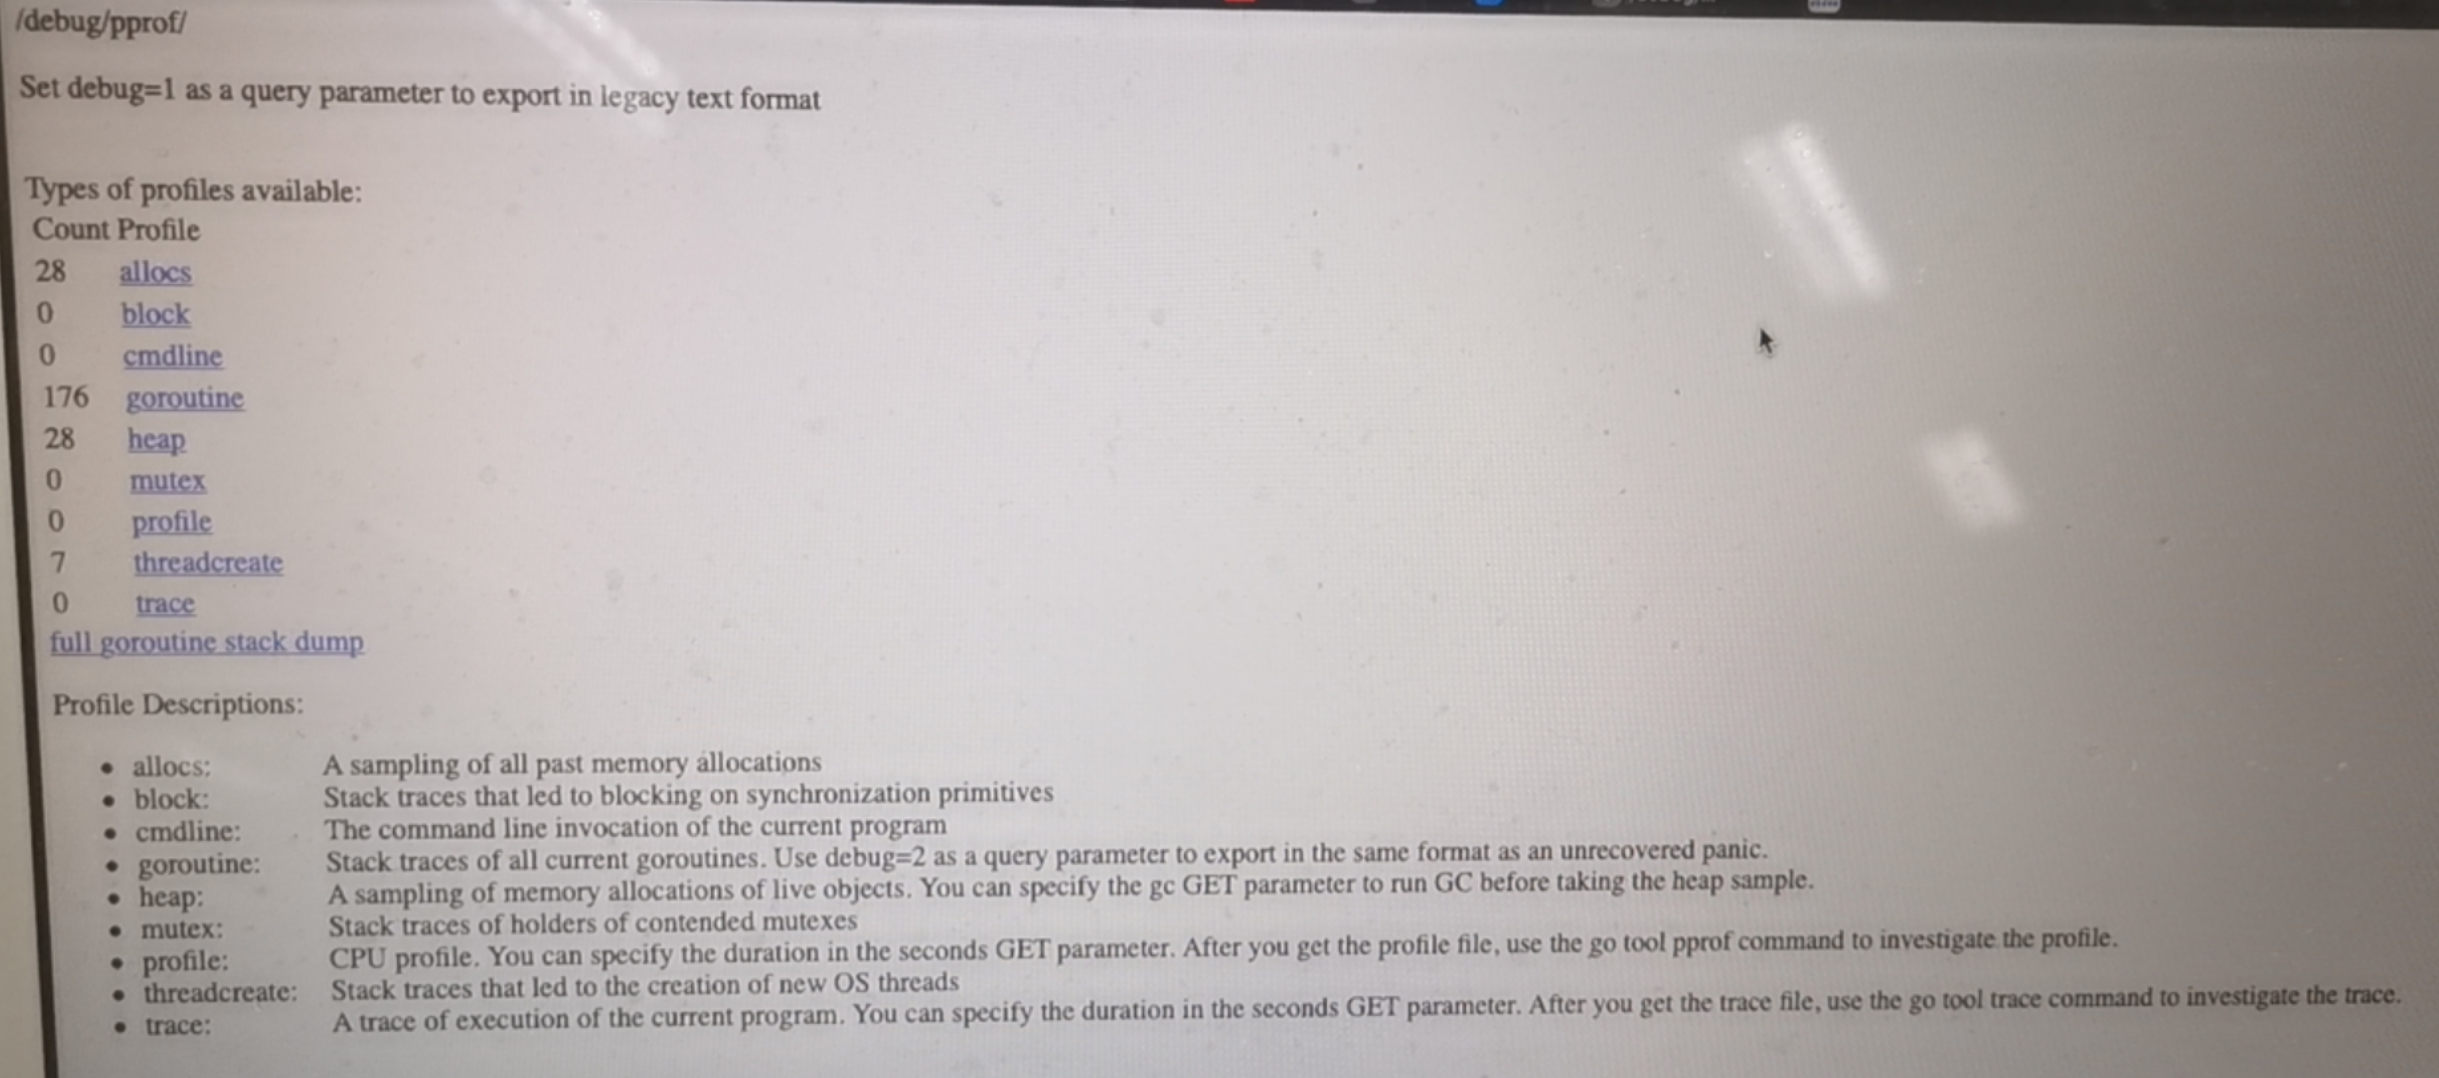 /debug/pprof/
Set debug=1 as a query parameter to export in legacy text format
Types of profiles available:
Count Profile
28 allocs
0 block
0 cmdline
176 goroutine
28 heap
0 mutex
0 profile
7 threadcreate
0 trace
full goroutine stack dump
Profile Descriptions:
• allocs: A sampling of all past memory allocations
• block: Stack traces that led to blocking on synchronization primitives
• cmdline: The command line invocation of the current program
• goroutine: Stack traces of all current goroutines. Use debug=2 as a query parameter to export in the same format as an unrecovered panic.
• heap: A sampling of memory allocations of live objects. You can specify the gc GET parameter to run GC before taking the heap sample.
• mutex: Stack traces of holders of contended mutexes
• profile: CPU profile. You can specify the duration in the seconds GET parameter. After you get the profile file, use the go tool pprof command to investigate the profile.
• threadcreate: Stack traces that led to the creation of new OS threads
• trace: A trace of execution of the current program. You can specify the duration in the seconds GET parameter. After you get the trace file, use the go tool trace command to investigate the trace.